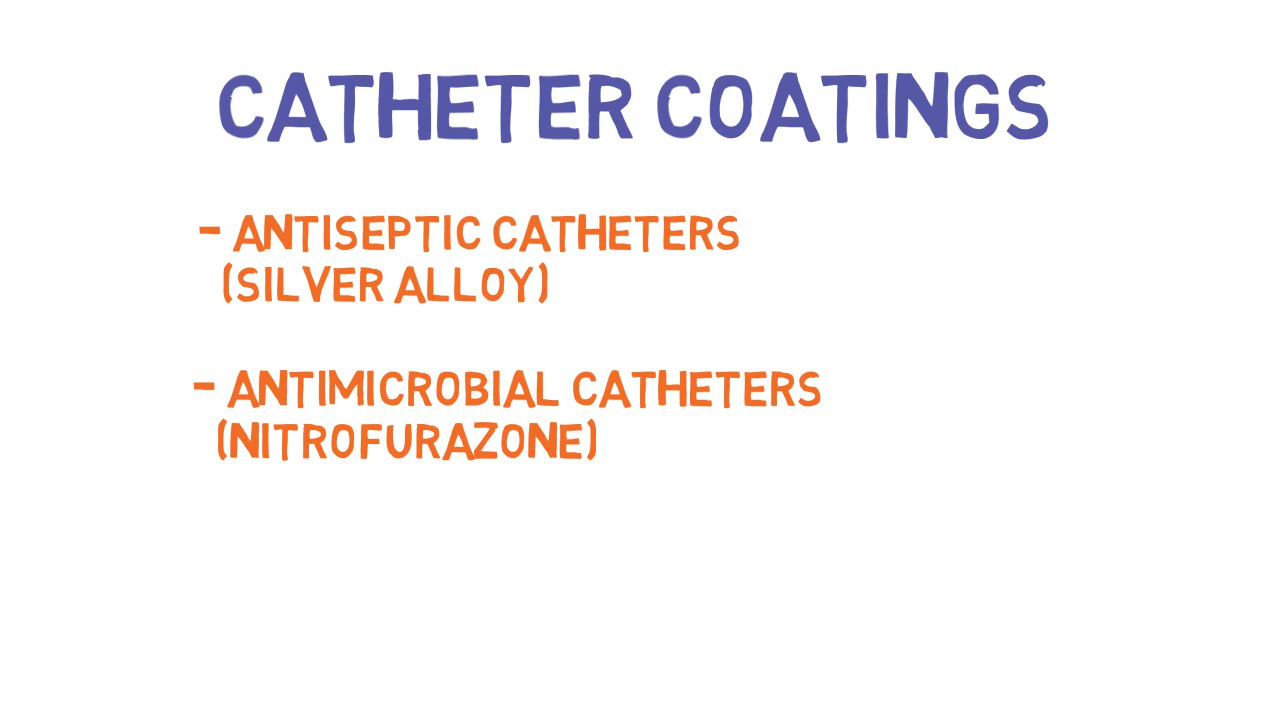 CATHETER COATINGS
- ANTISEPTIC CATHETERS
(SILVER ALLOY)
- ANTIMICROBIAL CATHETERS
(NITROFURAZONE)